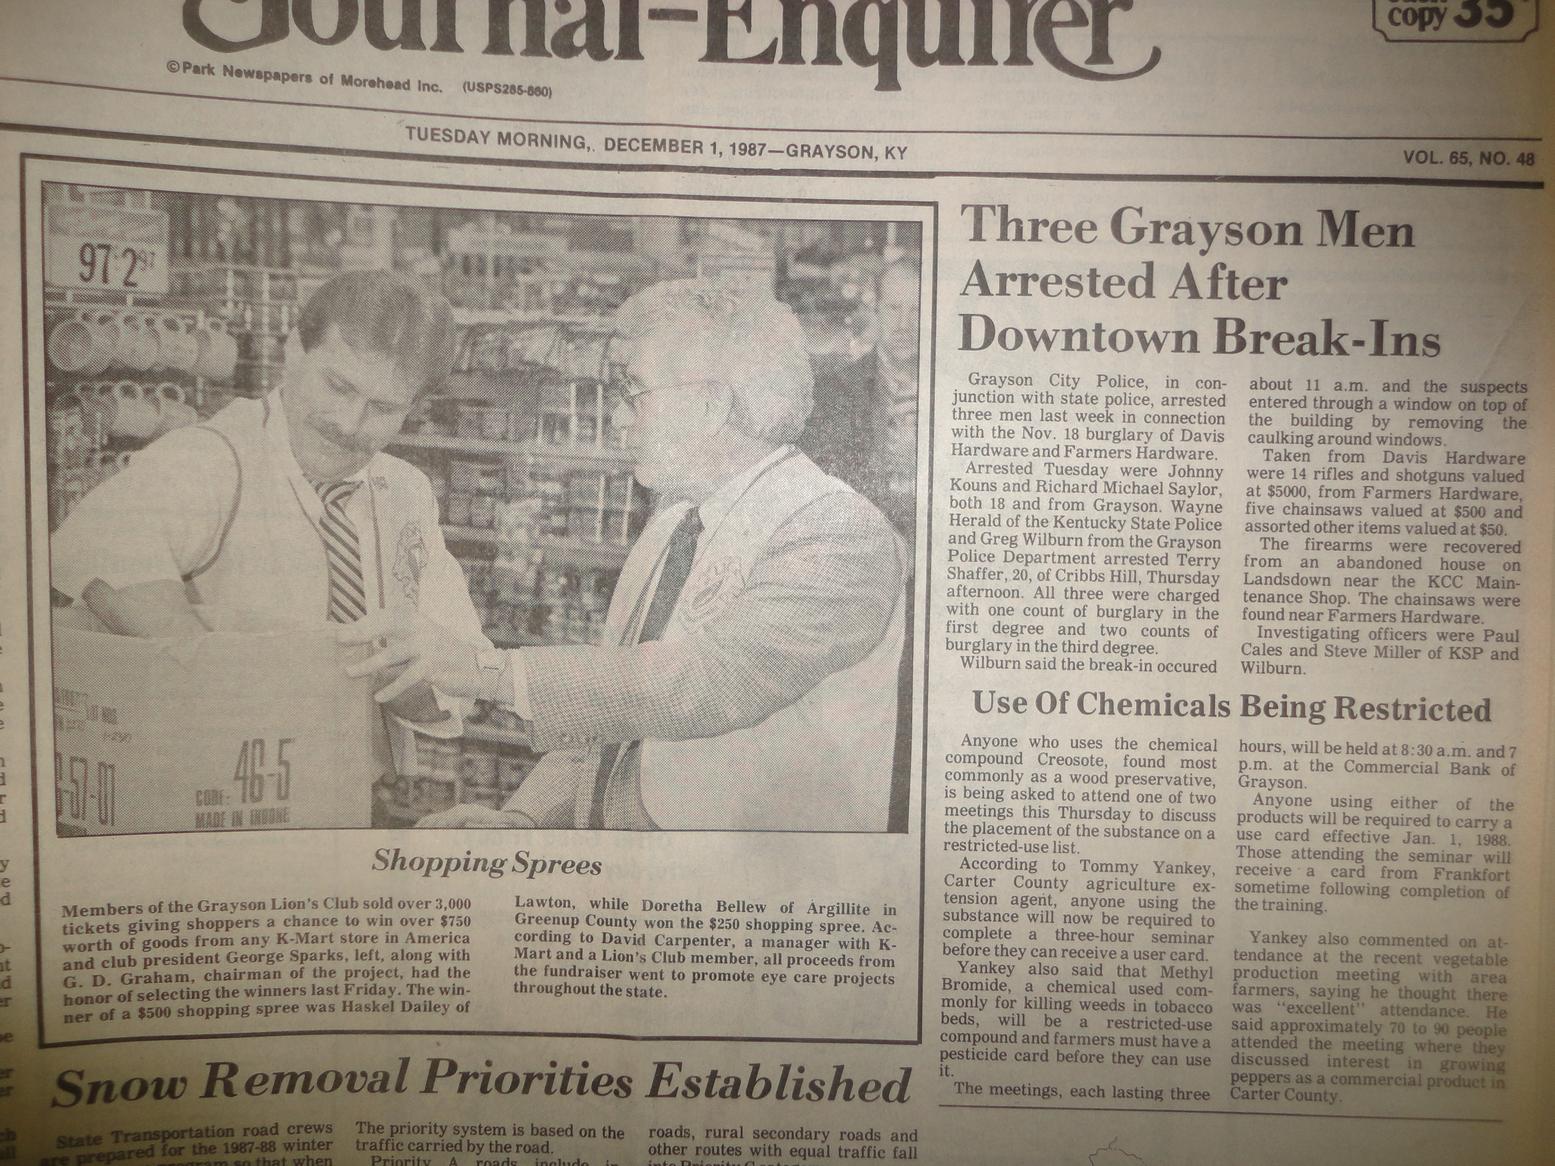 Journal-Enquirer
copy 35
©Park Newspapers of Morehead Inc. (USPS285-860)
TUESDAY MORNING, DECEMBER 1, 1987—GRAYSON, KY
VOL. 65, NO. 48
97·2 97
CODE: 46-5
MADE IN INDONE
-57-01
Shopping Sprees
Members of the Grayson Lion's Club sold over 3,000
tickets giving shoppers a chance to win over $750
worth of goods from any K-Mart store in America
and club president George Sparks, left, along with
G. D. Graham, chairman of the project, had the
honor of selecting the winners last Friday. The win-
ner of a $500 shopping spree was Haskel Dailey of
Lawton, while Doretha Bellew of Argillite in
Greenup County won the $250 shopping spree. Ac-
cording to David Carpenter, a manager with K-
Mart and a Lion's Club member, all proceeds from
the fundraiser went to promote eye care projects
throughout the state.
Three Grayson Men
Arrested After
Downtown Break-Ins
Grayson City Police, in con-
junction with state police, arrested
three men last week in connection
with the Nov. 18 burglary of Davis
Hardware and Farmers Hardware.
Arrested Tuesday were Johnny
Kouns and Richard Michael Saylor,
both 18 and from Grayson. Wayne
Herald of the Kentucky State Police
and Greg Wilburn from the Grayson
Police Department arrested Terry
Shaffer, 20, of Cribbs Hill, Thursday
afternoon. All three were charged
with one count of burglary in the
first degree and two counts of
burglary in the third degree.
Wilburn said the break-in occured
about 11 a.m. and the suspects
entered through a window on top of
the building by removing the
caulking around windows.
Taken from Davis Hardware
were 14 rifles and shotguns valued
at $5000, from Farmers Hardware,
five chainsaws valued at $500 and
assorted other items valued at $50.
The firearms were recovered
from an abandoned house on
Landsdown near the KCC Main-
tenance Shop. The chainsaws were
found near Farmers Hardware.
Investigating officers were Paul
Cales and Steve Miller of KSP and
Wilburn.
Use Of Chemicals Being Restricted
Anyone who uses the chemical
compound Creosote, found most
commonly as a wood preservative,
is being asked to attend one of two
meetings this Thursday to discuss
the placement of the substance on a
restricted-use list.
According to Tommy Yankey,
Carter County agriculture ex-
tension agent, anyone using the
substance will now be required to
complete a three-hour seminar
before they can receive a user card.
Yankey also said that Methyl
Bromide, a chemical used com-
monly for killing weeds in tobacco
beds, will be a restricted-use
compound and farmers must have a
pesticide card before they can use
it.
The meetings, each lasting three
hours, will be held at 8:30 a.m. and 7
p.m. at the Commercial Bank of
Grayson.
Anyone using either of the
products will be required to carry a
use card effective Jan. 1, 1988.
Those attending the seminar will
receive a card from Frankfort
sometime following completion of
the training.
Yankey also commented on at-
tendance at the recent vegetable
production meeting with area
farmers, saying he thought there
was "excellent" attendance. He
said approximately 70 to 90 people
attended the meeting where they
discussed interest in growing
peppers as a commercial product in
Carter County.
Snow Removal Priorities Established
State Transportation road crews
are prepared for the 1987-88 winter
so that when
The priority system is based on the
traffic carried by the road.
Priority A roads include in-
roads, rural secondary roads and
other routes with equal traffic fall
into Priority